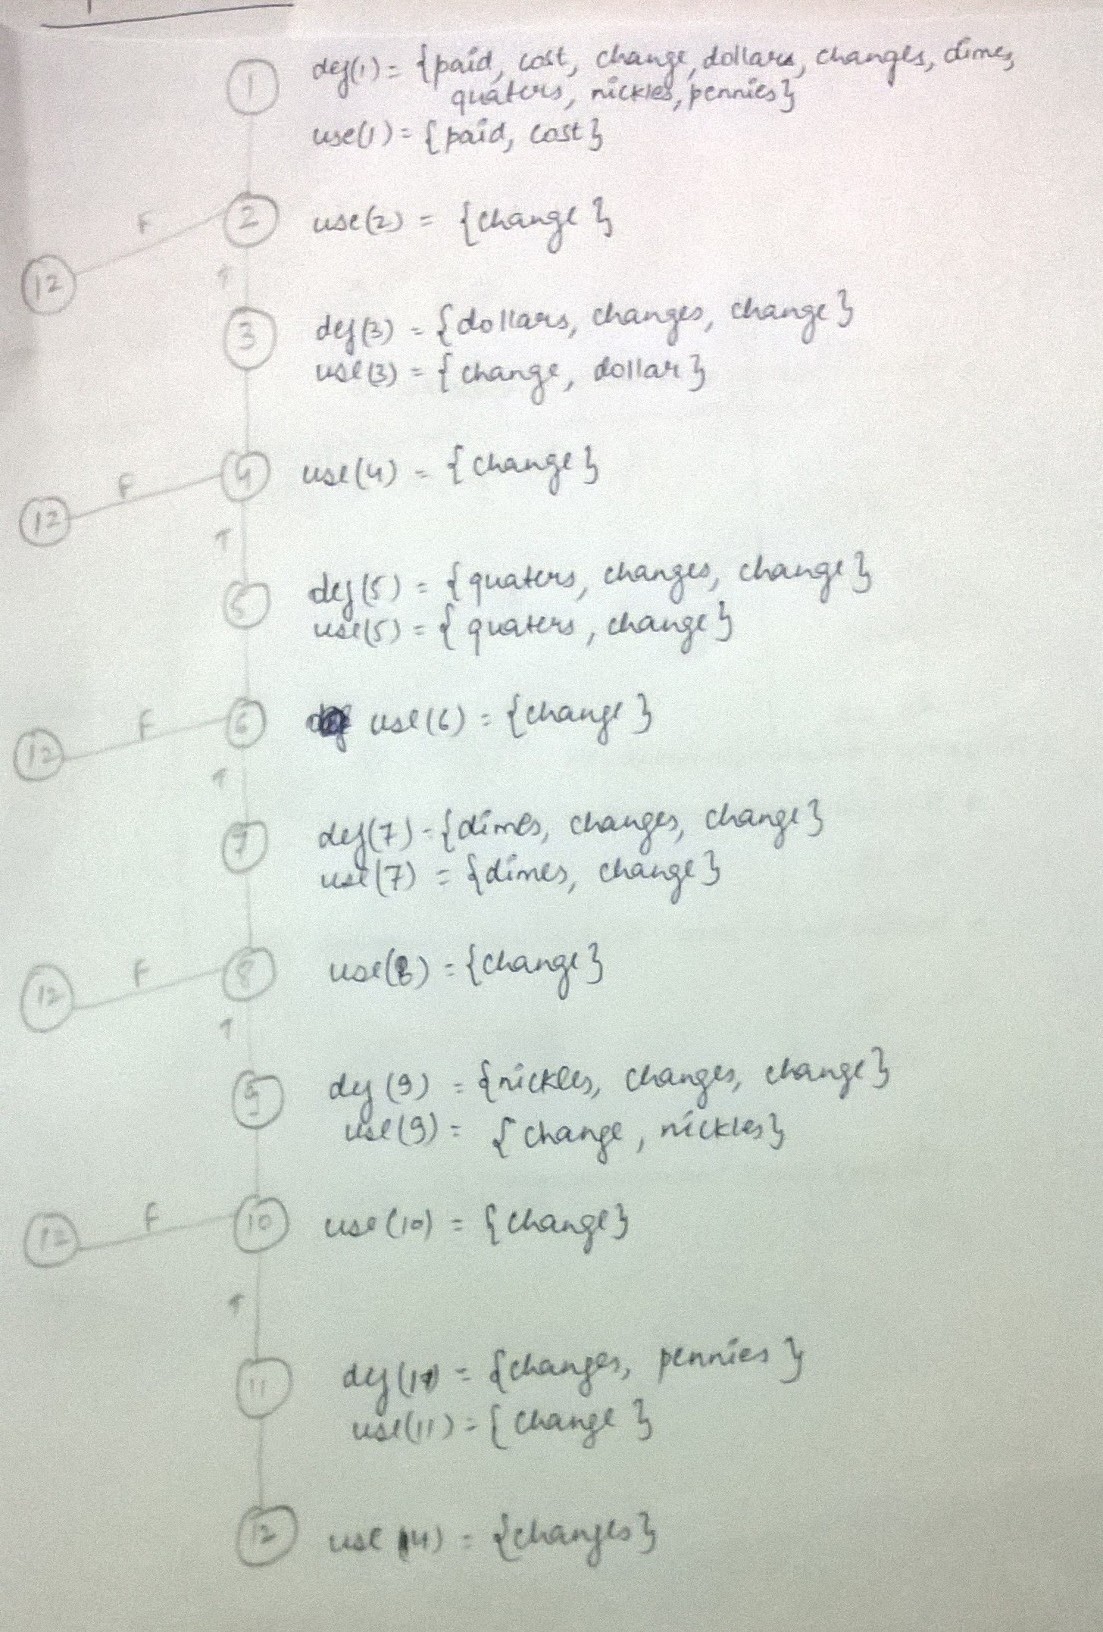 1 def(1) = {paid, cost, change, dollars, changes, dimes,
quaters, nickles, pennies}
use(1) = {paid, cost}
F 2 use(2) = {change}
12
3 def(3) = {dollars, changes, change}
use(3) = {change, dollar}
F 4 use(4) = {change}
12
5 def(5) = {quaters, changes, change}
use(5) = {quaters, change}
F 6 use(6) = {change}
12
7 def(7) = {dimes, changes, change}
use(7) = {dimes, change}
F 8 use(8) = {change}
12
9 def(9) = {nickles, changes, change}
use(9) = {change, nickles}
F 10 use(10) = {change}
12
11 def(11) = {changes, pennies}
use(11) = {change}
12 use(14) = {changes}